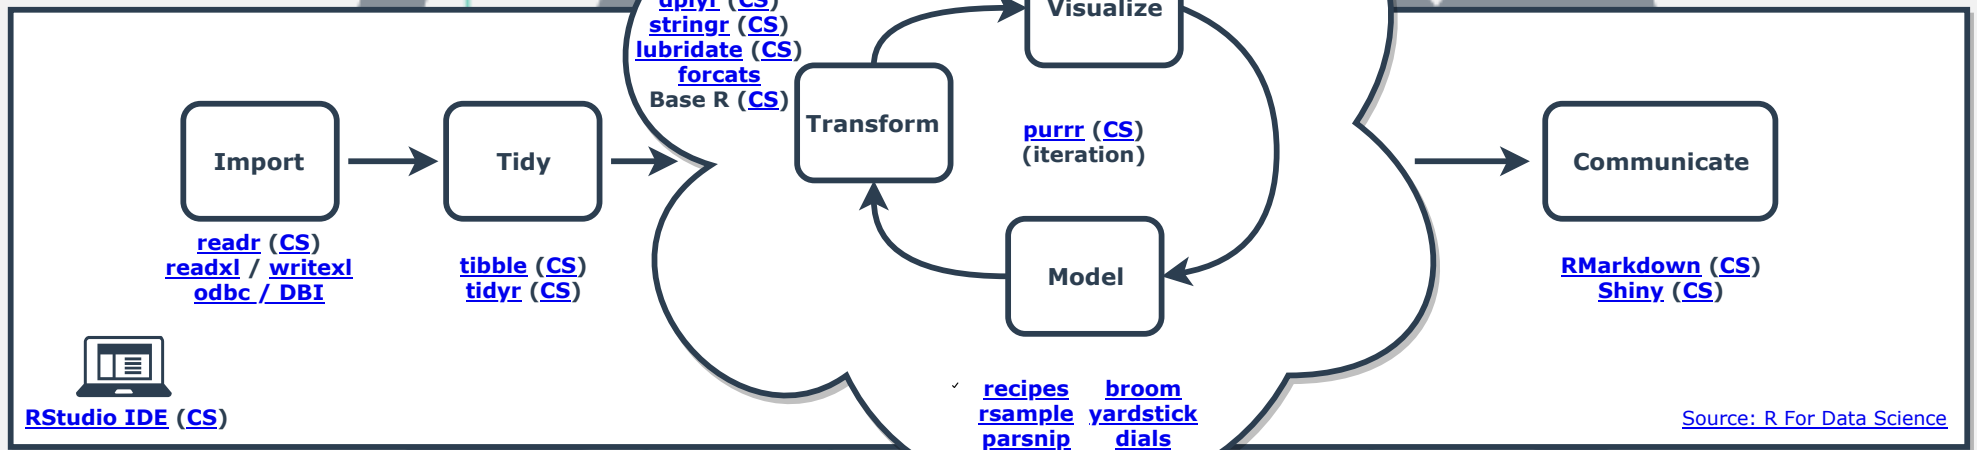 dplyr (CS)
stringr (CS)
lubridate (CS)
forcats
Base R (CS)
Visualize
Transform
purrr (CS)
(iteration)
Import
Tidy
Communicate
readr (CS)
readxl / writexl
odbc / DBI
tibble (CS)
tidyr (CS)
Model
RMarkdown (CS)
Shiny (CS)
RStudio IDE (CS)
recipes broom
rsample yardstick
parsnip dials
Source: R For Data Science